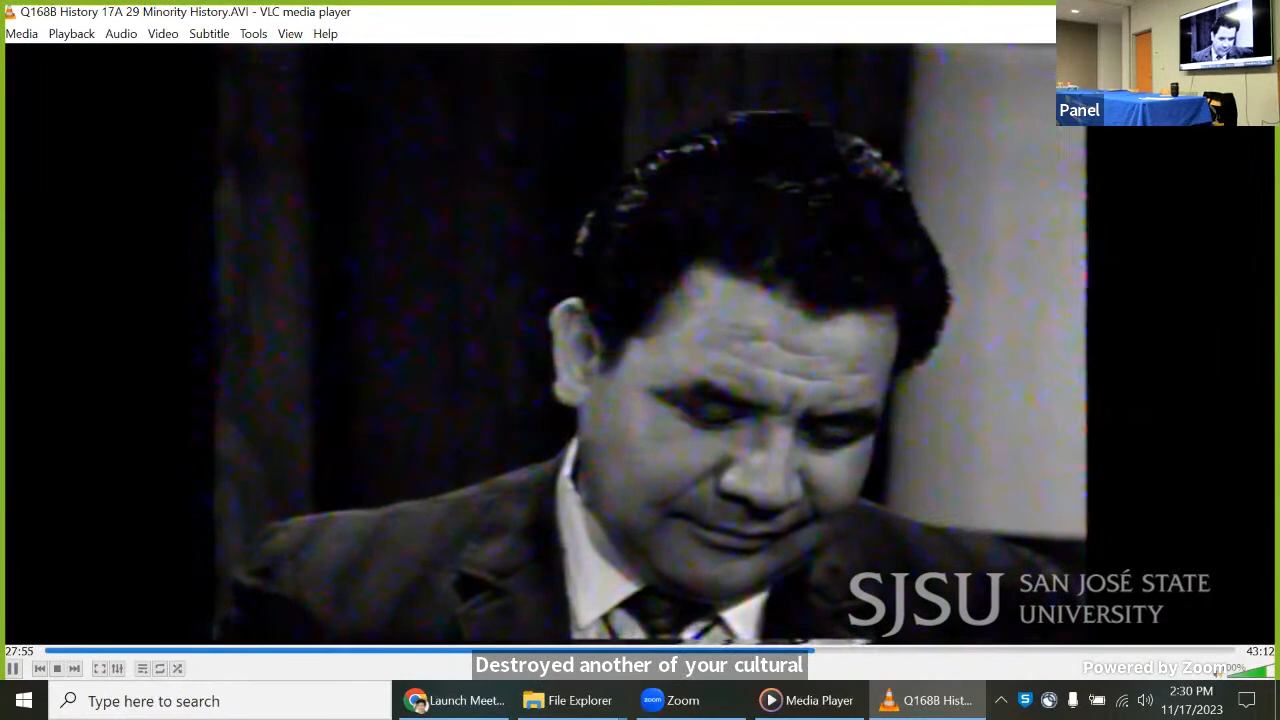 Q168B History 17A 29 Minority History.AVI - VLC media player
Media Playback Audio Video Subtitle Tools View Help
Panel
SJSU SAN JOSÉ STATE
UNIVERSITY
27:55
43:12
Destroyed another of your cultural
Powered by Zoom
Type here to search
Launch Meet...
File Explorer
Zoom
Media Player
Q168B Hist...
2:30 PM
11/17/2023